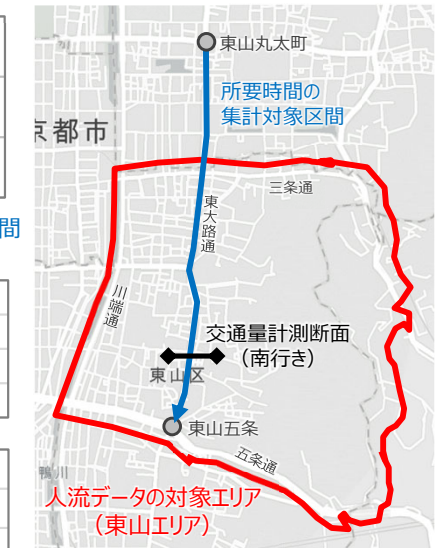 東山丸太町
所要時間の
集計対象区間
京都市
三条通
東大路通
間
川端通
交通量計測断面
（南行き）
東山区
東山五条
五条通
鴨川
人流データの対象エリア
（東山エリア）